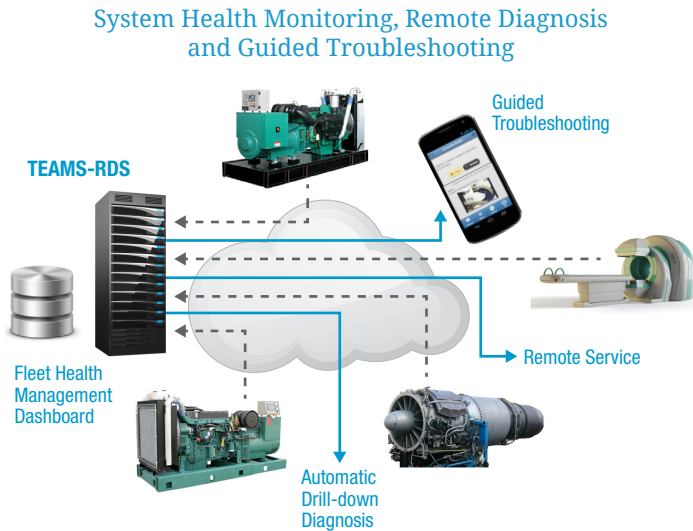 System Health Monitoring, Remote Diagnosis
and Guided Troubleshooting
Guided
Troubleshooting
TEAMS-RDS
Remote Service
Fleet Health
Management
Dashboard
Automatic
Drill-down
Diagnosis